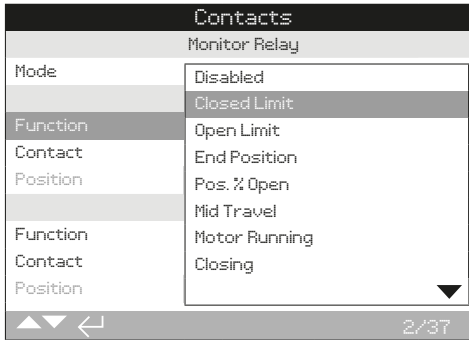 Contacts
Monitor Relay
Mode
Function
Contact
Position
Function
Contact
Position
Disabled
Closed Limit
Open Limit
End Position
Pos. % Open
Mid Travel
Motor Running
Closing
2/37